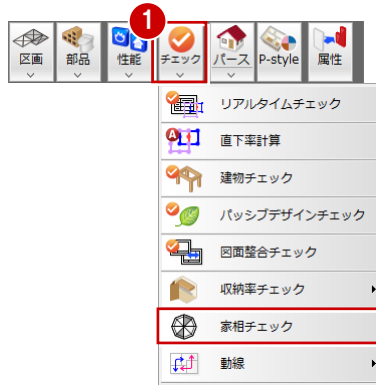 1
区画 部品 性能 チェック パース P-style 属性
リアルタイムチェック
A 直下率計算
建物チェック
パッシブデザインチェック
図面整合チェック
収納率チェック
家相チェック
動線